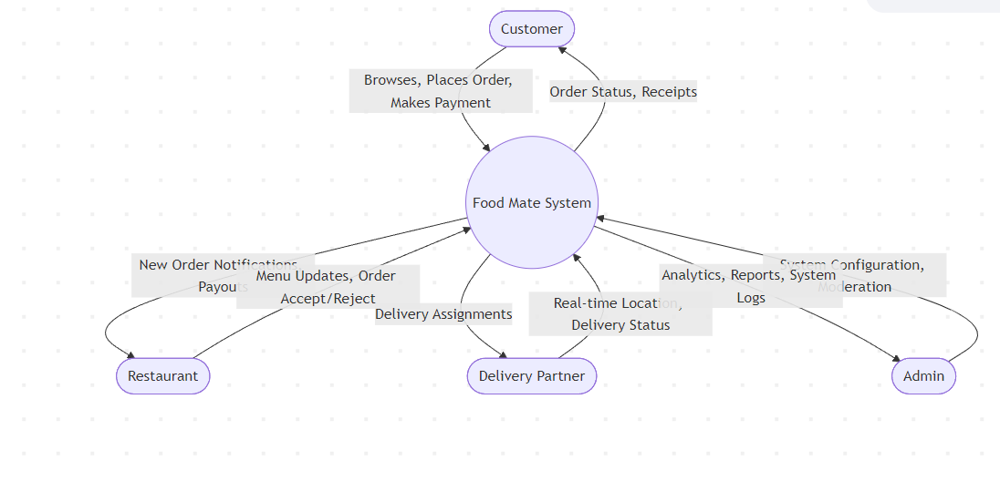 Customer
Browses, Places Order,
Makes Payment
Order Status, Receipts
Food Mate System
New Order Notifications,
Payouts
Menu Updates, Order
Accept/Reject
Delivery Assignments
Real-time Location,
Delivery Status
Analytics, Reports, System
Logs
System Configuration,
Moderation
Restaurant
Delivery Partner
Admin